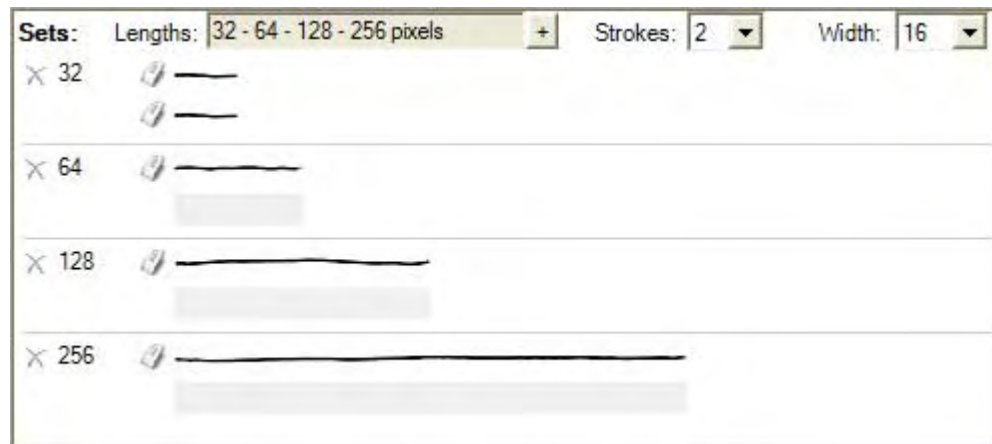 Sets: Lengths: 32 - 64 - 128 - 256 pixels + Strokes: 2 Width: 16
32
64
128
256